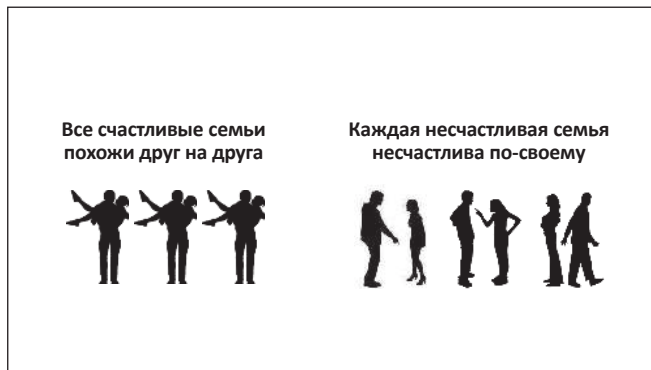 Все счастливые семьи
похожи друг на друга
Каждая несчастливая семья
несчастлива по-своему